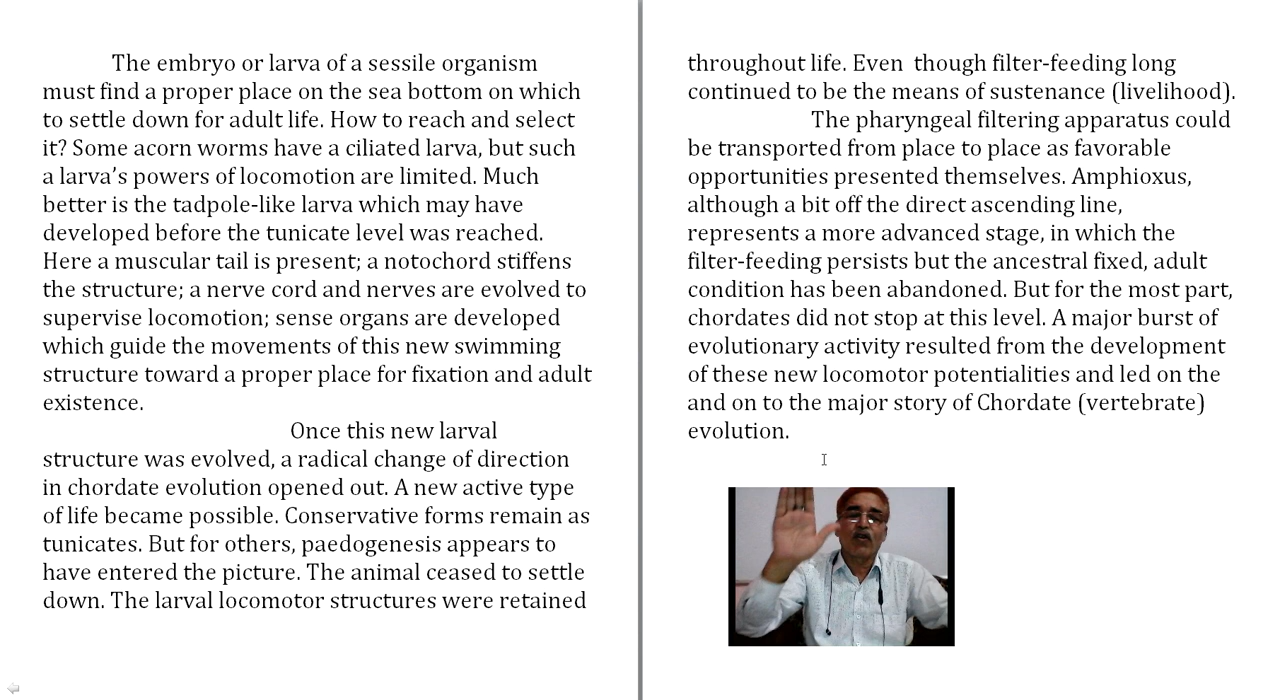 The embryo or larva of a sessile organism
must find a proper place on the sea bottom on which
to settle down for adult life. How to reach and select
it? Some acorn worms have a ciliated larva, but such
a larva’s powers of locomotion are limited. Much
better is the tadpole-like larva which may have
developed before the tunicate level was reached.
Here a muscular tail is present; a notochord stiffens
the structure; a nerve cord and nerves are evolved to
supervise locomotion; sense organs are developed
which guide the movements of this new swimming
structure toward a proper place for fixation and adult
existence.
Once this new larval
structure was evolved, a radical change of direction
in chordate evolution opened out. A new active type
of life became possible. Conservative forms remain as
tunicates. But for others, paedogenesis appears to
have entered the picture. The animal ceased to settle
down. The larval locomotor structures were retained
throughout life. Even  though filter-feeding long
continued to be the means of sustenance (livelihood).
The pharyngeal filtering apparatus could
be transported from place to place as favorable
opportunities presented themselves. Amphioxus,
although a bit off the direct ascending line,
represents a more advanced stage, in which the
filter-feeding persists but the ancestral fixed, adult
condition has been abandoned. But for the most part,
chordates did not stop at this level. A major burst of
evolutionary activity resulted from the development
of these new locomotor potentialities and led on the
and on to the major story of Chordate (vertebrate)
evolution.